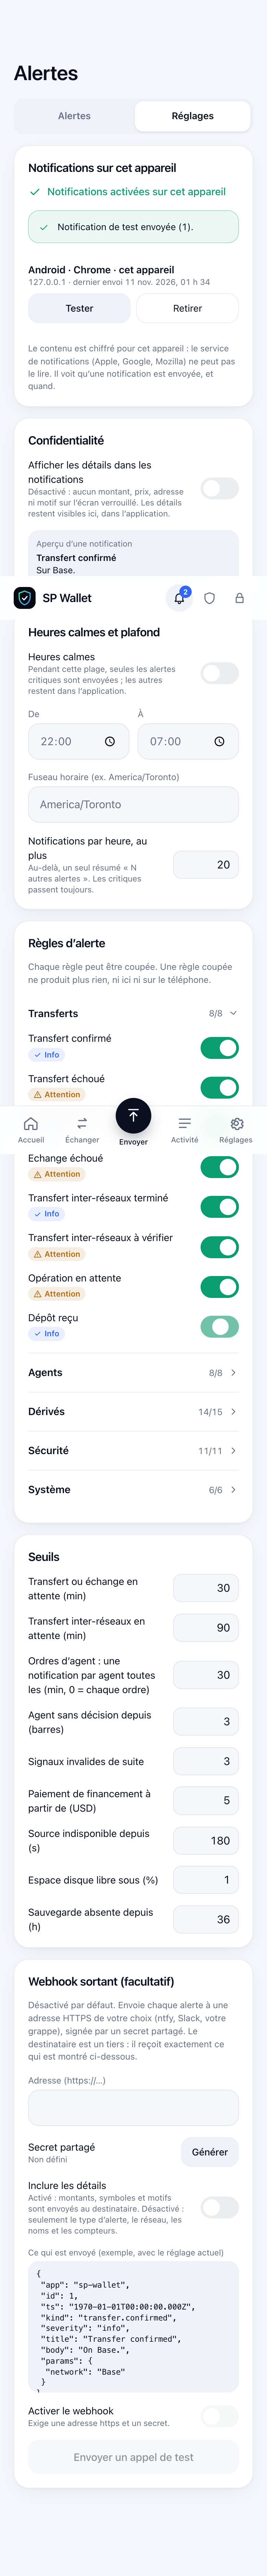 Alertes
Alertes
Réglages
Notifications sur cet appareil
Notifications activées sur cet appareil
Notification de test envoyée (1).
Android · Chrome · cet appareil
127.0.0.1 · dernier envoi 11 nov. 2026, 01 h 34
Tester
Retirer
Le contenu est chiffré pour cet appareil : le service
de notifications (Apple, Google, Mozilla) ne peut pas
le lire. Il voit qu’une notification est envoyée, et
quand.
Confidentialité
Afficher les détails dans les
notifications
Désactivé : aucun montant, prix, adresse
ni motif sur l’écran verrouillé. Les détails
restent visibles ici, dans l’application.
Aperçu d’une notification
Transfert confirmé
Sur Base.
SP Wallet
2
Heures calmes et plafond
Heures calmes
Pendant cette plage, seules les alertes
critiques sont envoyées ; les autres
restent dans l’application.
De
À
22:00
07:00
Fuseau horaire (ex. America/Toronto)
America/Toronto
Notifications par heure, au
plus
Au-delà, un seul résumé « N
autres alertes ». Les critiques
passent toujours.
20
Règles d’alerte
Chaque règle peut être coupée. Une règle coupée
ne produit plus rien, ni ici ni sur le téléphone.
Transferts
8/8
Transfert confirmé
Info
Transfert échoué
Attention
Accueil
Échanger
Envoyer
Activité
Réglages
Échange échoué
Attention
Transfert inter-réseaux terminé
Info
Transfert inter-réseaux à vérifier
Attention
Opération en attente
Attention
Dépôt reçu
Info
Agents
8/8
Dérivés
14/15
Sécurité
11/11
Système
6/6
Seuils
Transfert ou échange en
attente (min)
30
Transfert inter-réseaux en
attente (min)
90
Ordres d’agent : une
notification par agent toutes
les (min, 0 = chaque ordre)
30
Agent sans décision depuis
(barres)
3
Signaux invalides de suite
3
Paiement de financement à
partir de (USD)
5
Source indisponible depuis
(s)
180
Espace disque libre sous (%)
1
Sauvegarde absente depuis
(h)
36
Webhook sortant (facultatif)
Désactivé par défaut. Envoie chaque alerte à une
adresse HTTPS de votre choix (ntfy, Slack, votre
grappe), signée par un secret partagé. Le
destinataire est un tiers : il reçoit exactement ce
qui est montré ci-dessous.
Adresse (https://…)
Secret partagé
Non défini
Générer
Inclure les détails
Activé : montants, symboles et motifs
sont envoyés au destinataire. Désactivé :
seulement le type d’alerte, le réseau, les
noms et les compteurs.
Ce qui est envoyé (exemple, avec le réglage actuel)
{
"app": "sp-wallet",
"id": 1,
"ts": "1970-01-01T00:00:00.000Z",
"kind": "transfer.confirmed",
"severity": "info",
"title": "Transfer confirmed",
"body": "On Base.",
"params": {
"network": "Base"
}
Activer le webhook
Exige une adresse https et un secret.
Envoyer un appel de test